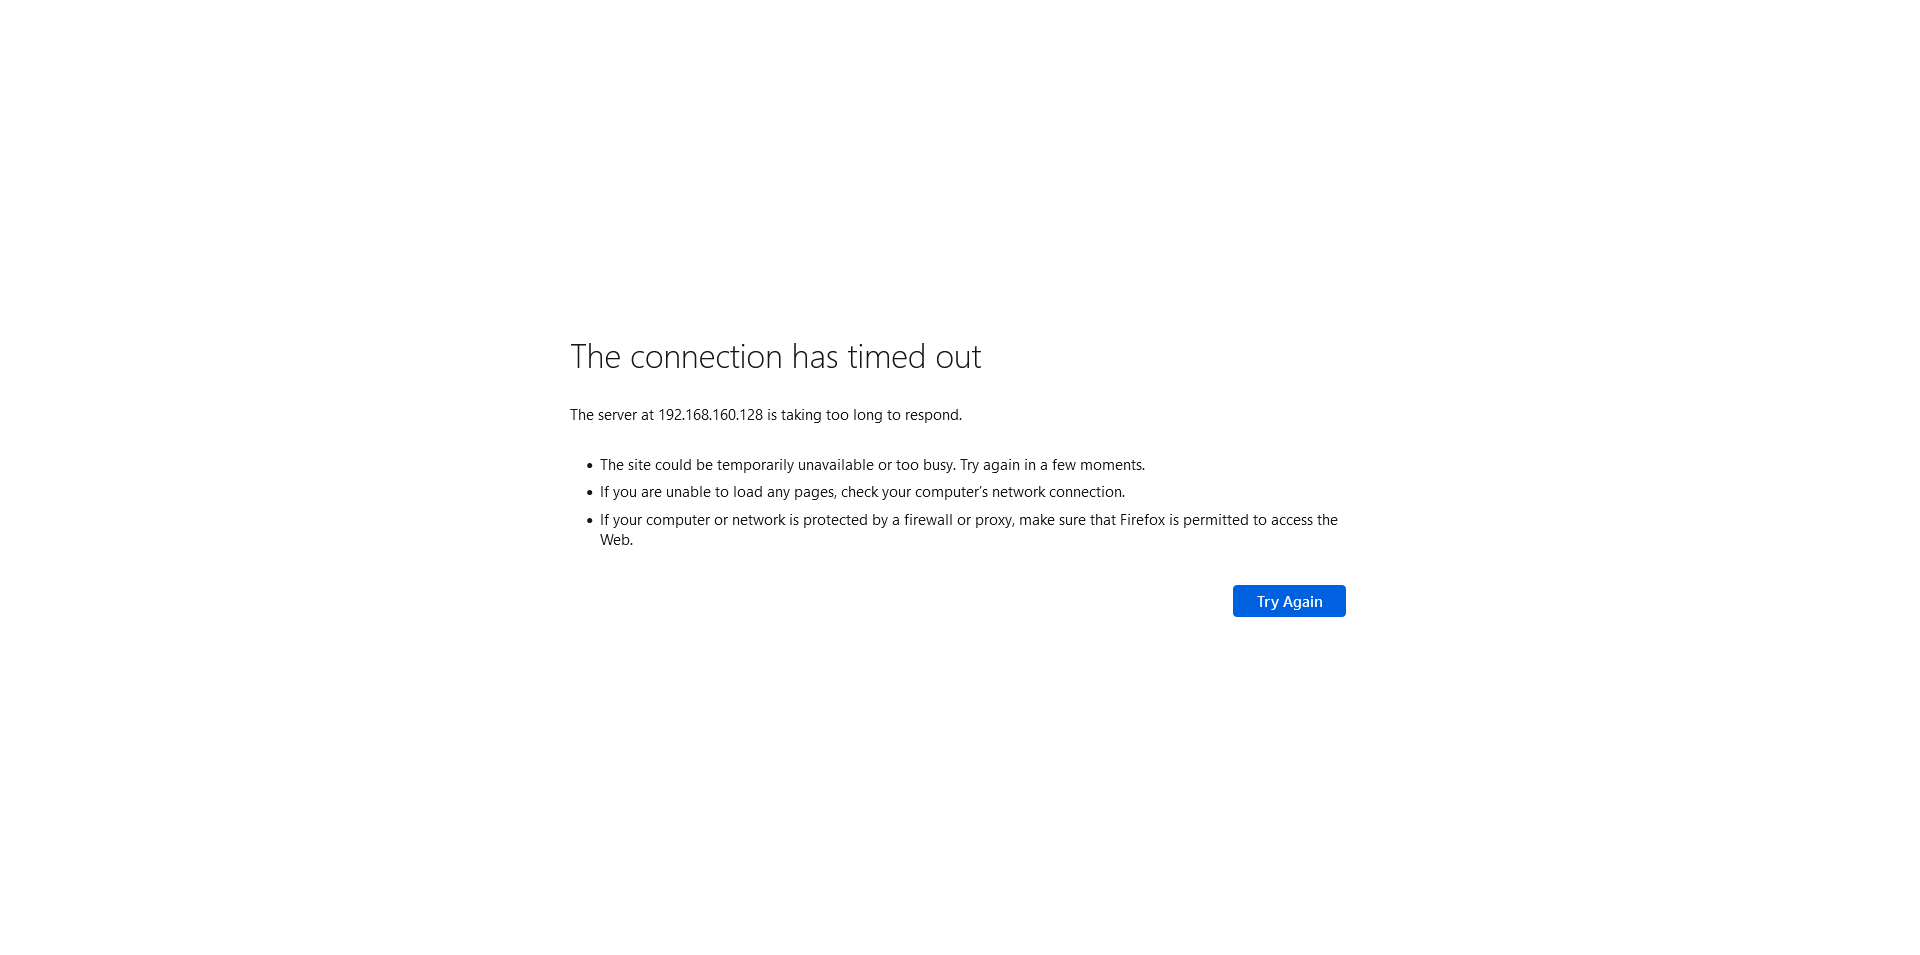 The connection has timed out
The server at 192.168.160.128 is taking too long to respond.
• The site could be temporarily unavailable or too busy. Try again in a few moments.
• If you are unable to load any pages, check your computer’s network connection.
• If your computer or network is protected by a firewall or proxy, make sure that Firefox is permitted to access the
Web.
Try Again